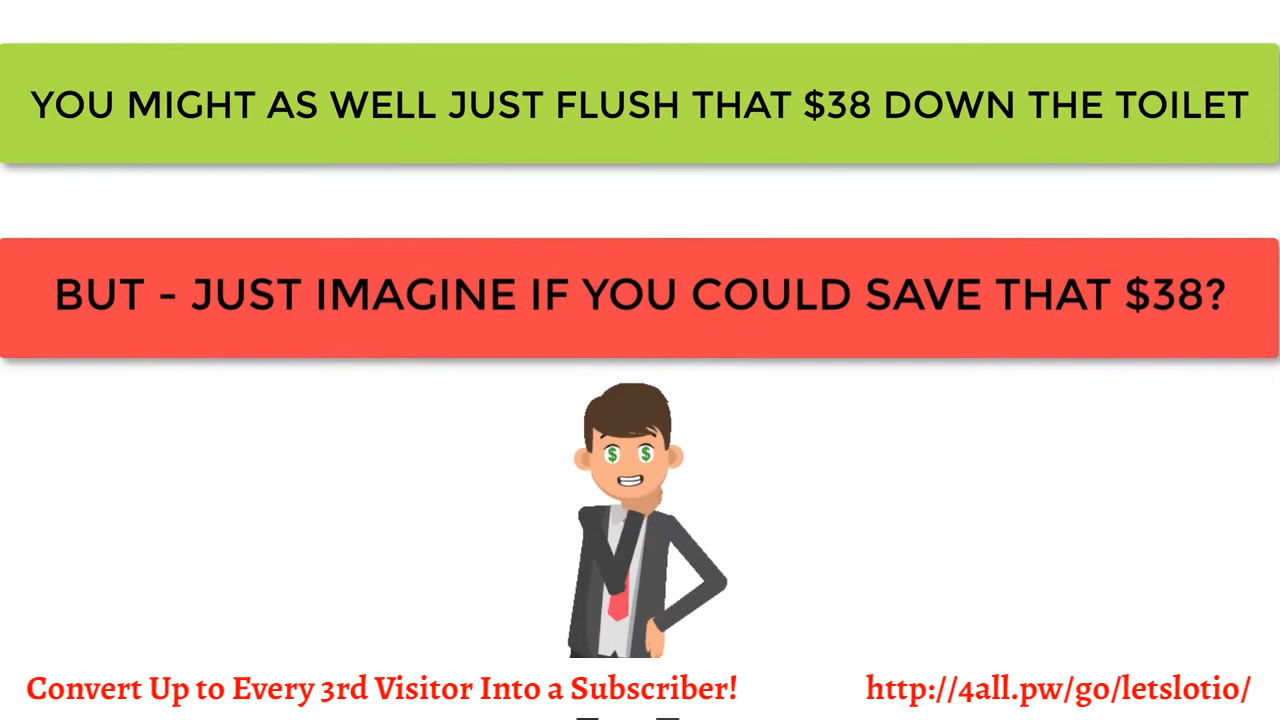 YOU MIGHT AS WELL JUST FLUSH THAT $38 DOWN THE TOILET
BUT - JUST IMAGINE IF YOU COULD SAVE THAT $38?
$ $
Convert Up to Every 3rd Visitor Into a Subscriber! http://4all.pw/go/letslotio/